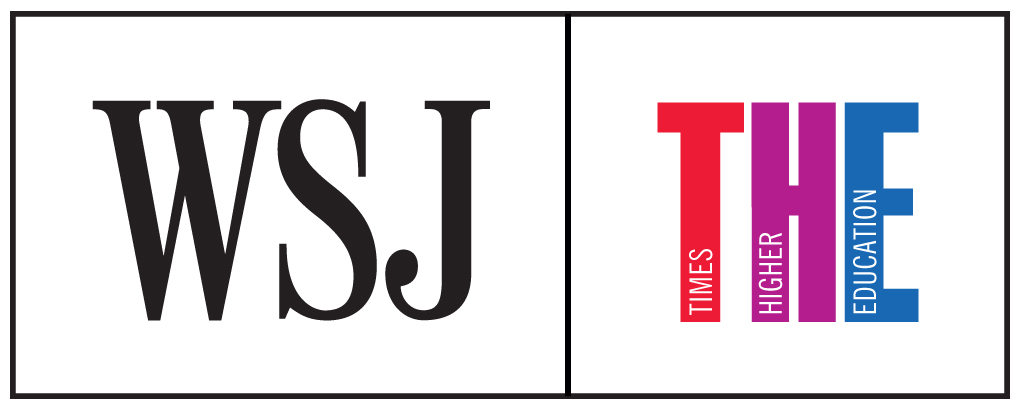 WSJ
THE
TIMES
HIGHER
EDUCATION